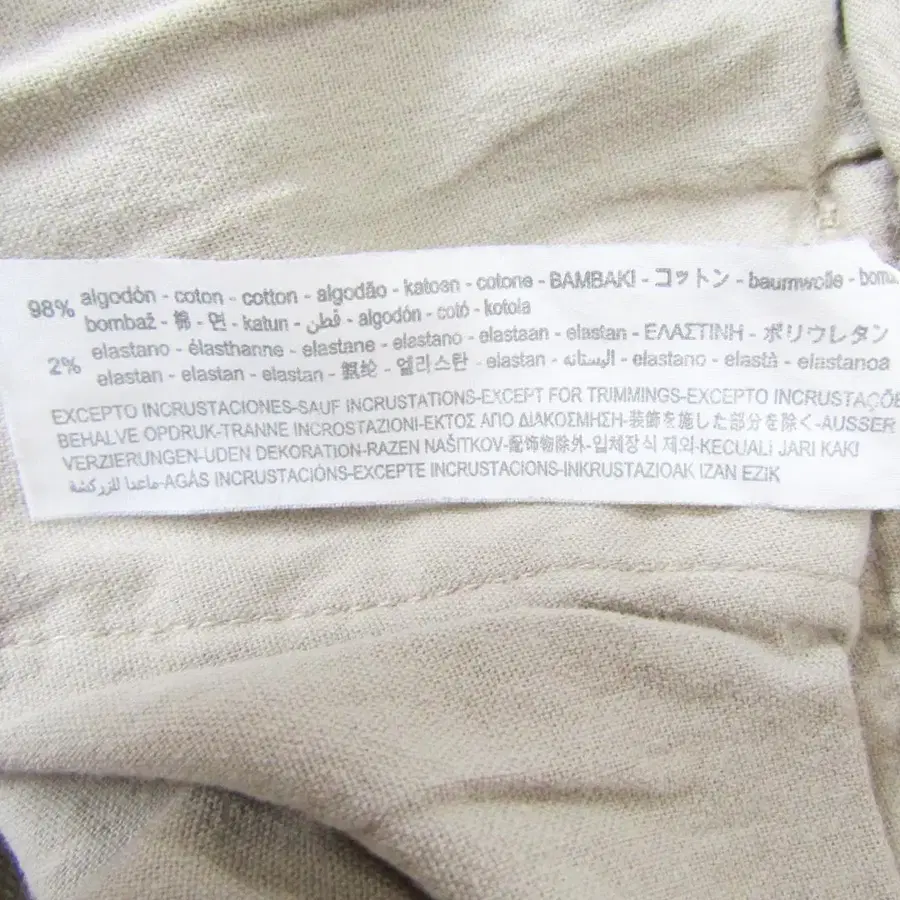 98% algodón - coton - cotton - algodão - katoen - cotone - BAMBAKI - コットン - baumwolle -
bombaž - 棉 - 면 - katun - قطن - algodón - cotó - kotoia
2% elastano - élasthanne - elastane - elastano - elastaan - elastan - ΕΛΑΣΤΙΝΗ - ポリウレタン
elastan - elastan - elastan - 氨纶 - 엘라스탄 - elastan - الستانه - elastano - elastà - elastanoa
EXCEPTO INCRUSTACIONES-SAUF INCRUSTATIONS-EXCEPT FOR TRIMMINGS-EXCEPTO INCRUSTAÇÕE
BEHALVE OPDRUK-TRANNE INCROSTAZIONI-ΕΚΤΟΣ ΑΠΟ ΔΙΑΚΟΣΜΗΣΗ-装飾を施した部分を除く-AUSSER
VERZIERUNGEN-UDEN DEKORATION-RAZEN NAŠITKOV-配饰物除外-일체장식 제외-KECUALI JARI KAKI
ماعدا للزركشة-AGÁS INCRUSTACIÓNS-EXCEPTE INCRUSTACIONS-INKRUSTAZIOAK IZAN EZIK